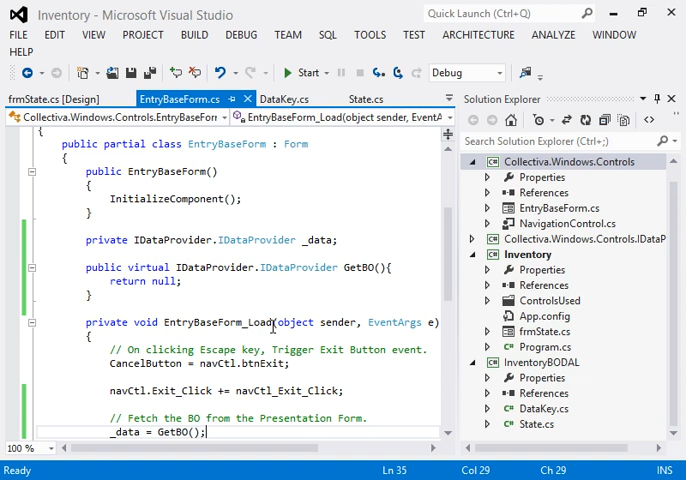 Inventory - Microsoft Visual Studio
Quick Launch (Ctrl+Q)
FILE EDIT VIEW PROJECT BUILD DEBUG TEAM SQL TOOLS TEST ARCHITECTURE ANALYZE WINDOW
HELP
Start Debug
frmState.cs [Design] EntryBaseForm.cs DataKey.cs State.cs
Collectiva.Windows.Controls.EntryBaseForm EntryBaseForm_Load(object sender, EventA
{
public partial class EntryBaseForm : Form
{
public EntryBaseForm()
{
InitializeComponent();
}
private IDataProvider.IDataProvider _data;
public virtual IDataProvider.IDataProvider GetBO(){
return null;
}
private void EntryBaseForm_Load(object sender, EventArgs e)
{
// On clicking Escape key, Trigger Exit Button event.
CancelButton = navCtl.btnExit;
navCtl.Exit_Click += navCtl_Exit_Click;
// Fetch the BO from the Presentation Form.
_data = GetBO();
100 %
Solution Explorer
Search Solution Explorer (Ctrl+;)
Collectiva.Windows.Controls
Properties
References
EntryBaseForm.cs
NavigationControl.cs
Collectiva.Windows.Controls.IDataP
Inventory
Properties
References
ControlsUsed
App.config
frmState.cs
Program.cs
InventoryBODAL
Properties
References
DataKey.cs
State.cs
Ready Ln 35 Col 29 Ch 29 INS